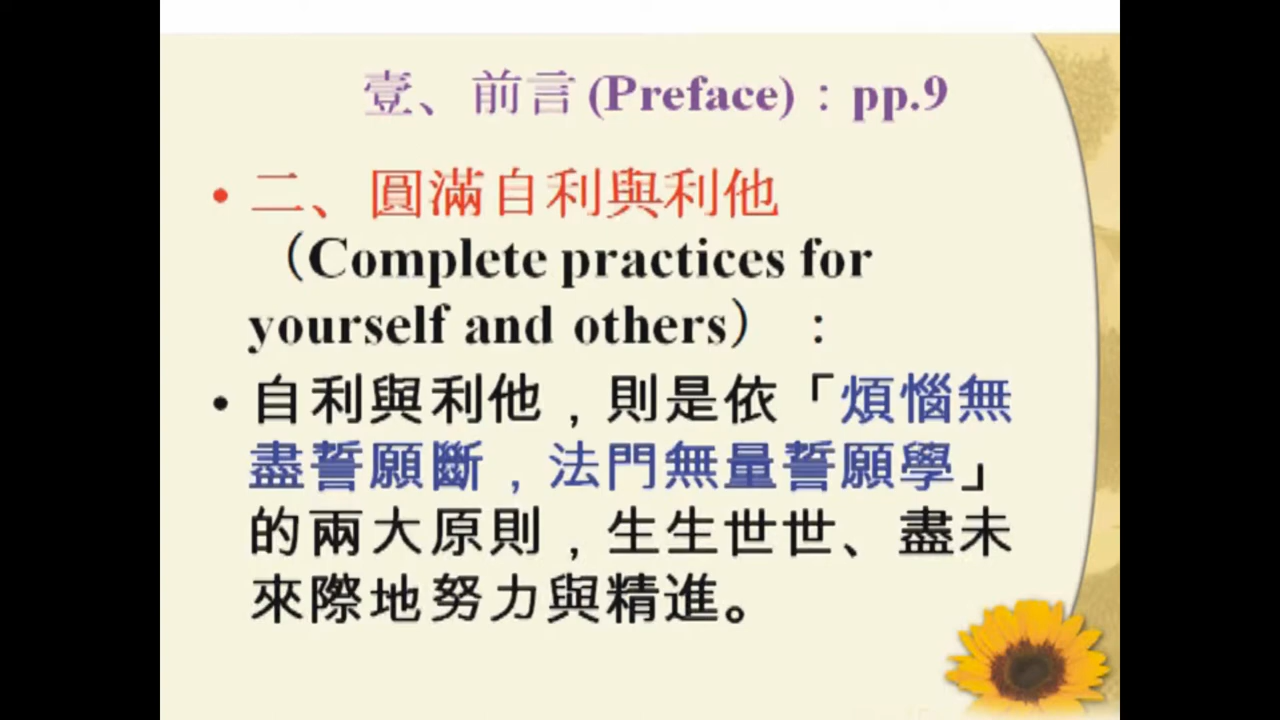 壹、前言(Preface)：pp.9
• 二、圓滿自利與利他
（Complete practices for
yourself and others）：
• 自利與利他，則是依「煩惱無
盡誓願斷，法門無量誓願學」
的兩大原則，生生世世、盡未
來際地努力與精進。